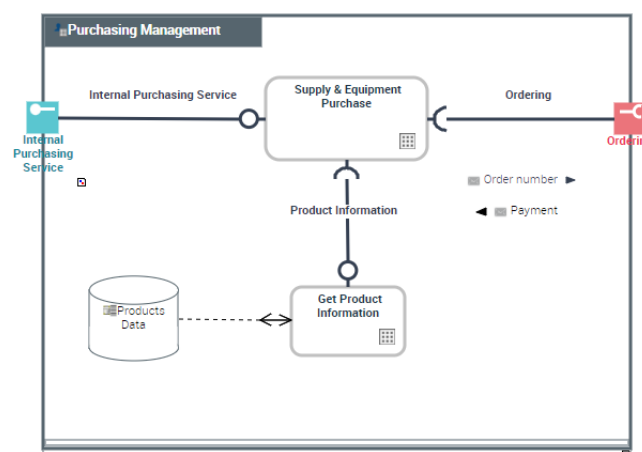 Purchasing Management
Internal Purchasing Service
Supply & Equipment
Purchase
Ordering
Internal
Purchasing
Service
Orderin
Order number
Product Information
Payment
Products
Data
Get Product
Information